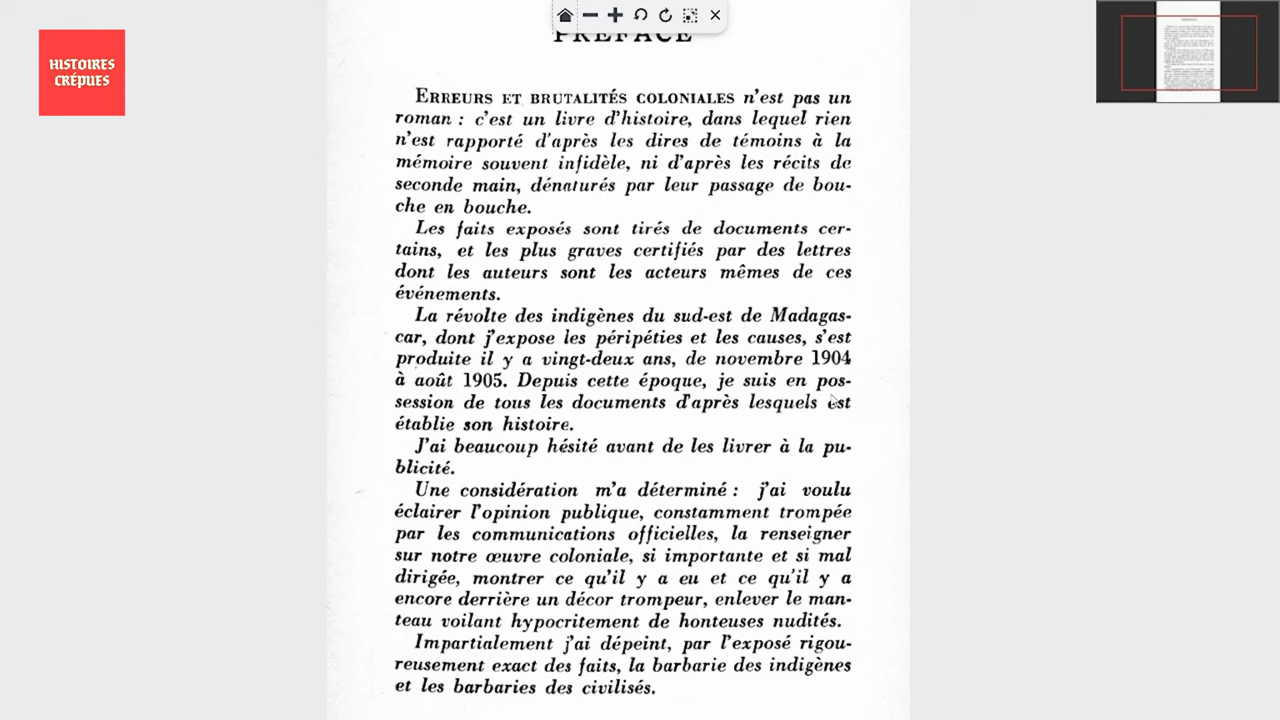 HISTOIRES
CRÉPUES
PRÉFACE
ERREURS ET BRUTALITÉS COLONIALES n'est pas un
roman : c'est un livre d'histoire, dans lequel rien
n'est rapporté d'après les dires de témoins à la
mémoire souvent infidèle, ni d'après les récits de
seconde main, dénaturés par leur passage de bou-
che en bouche.
Les faits exposés sont tirés de documents cer-
tains, et les plus graves certifiés par des lettres
dont les auteurs sont les acteurs mêmes de ces
événements.
La révolte des indigènes du sud-est de Madagas-
car, dont j'expose les péripéties et les causes, s'est
produite il y a vingt-deux ans, de novembre 1904
à août 1905. Depuis cette époque, je suis en pos-
session de tous les documents d'après lesquels est
établie son histoire.
J'ai beaucoup hésité avant de les livrer à la pu-
blicité.
Une considération m'a déterminé : j'ai voulu
éclairer l'opinion publique, constamment trompée
par les communications officielles, la renseigner
sur notre œuvre coloniale, si importante et si mal
dirigée, montrer ce qu'il y a eu et ce qu'il y a
encore derrière un décor trompeur, enlever le man-
teau voilant hypocritement de honteuses nudités.
Impartialement j'ai dépeint, par l'exposé rigou-
reusement exact des faits, la barbarie des indigènes
et les barbaries des civilisés.